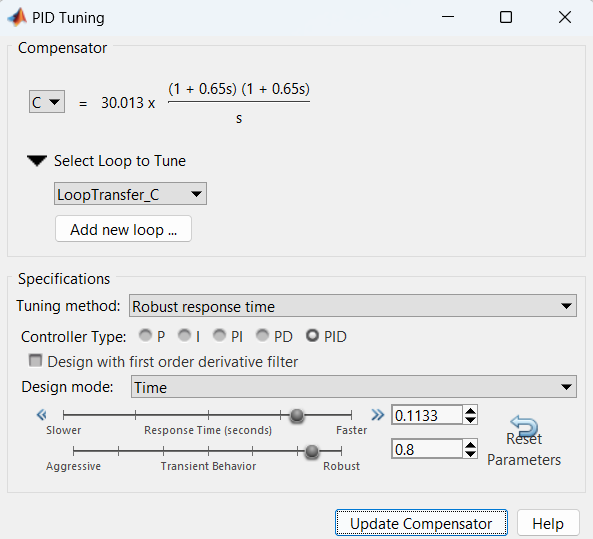 PID Tuning
Compensator
C = 30.013 x (1 + 0.65s) (1 + 0.65s)
s
Select Loop to Tune
LoopTransfer_C
Add new loop ...
Specifications
Tuning method: Robust response time
Controller Type: P I PI PD PID
Design with first order derivative filter
Design mode: Time
0.1133
Slower Response Time (seconds) Faster
0.8
Aggressive Transient Behavior Robust
Reset
Parameters
Update Compensator Help